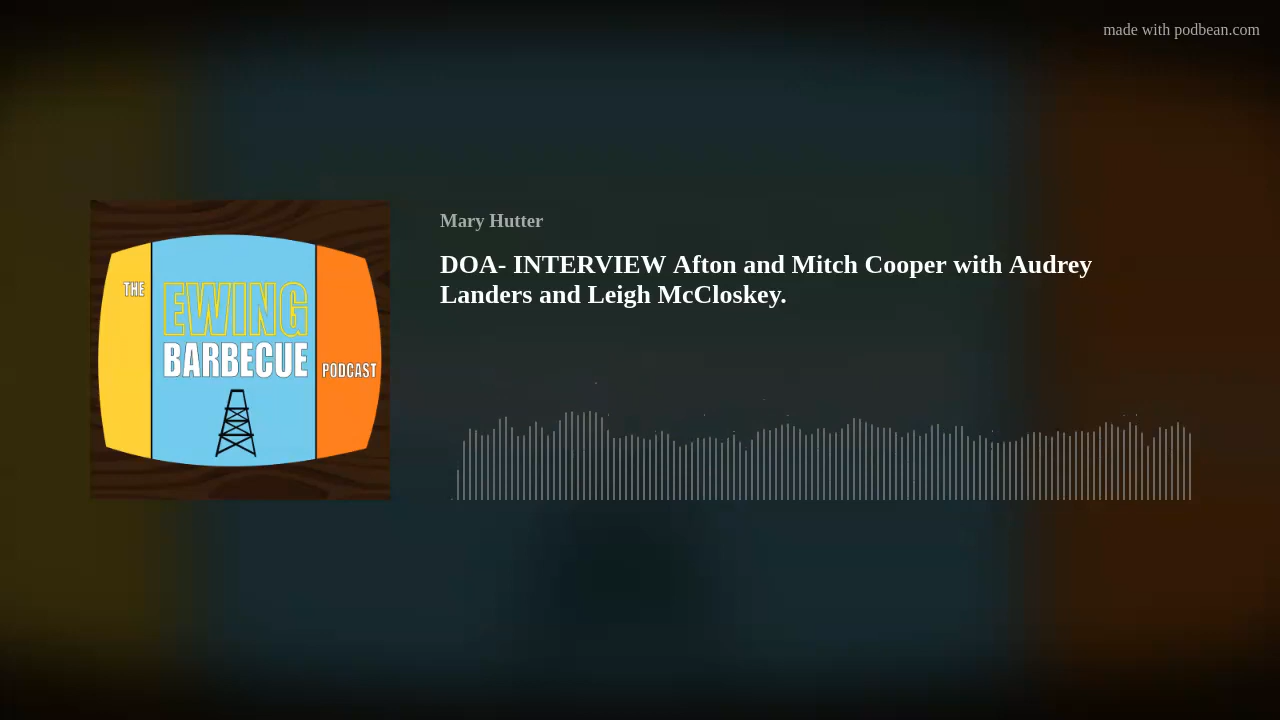 made with podbean.com
THE
EWING
BARBECUE
PODCAST
Mary Hutter
DOA- INTERVIEW Afton and Mitch Cooper with Audrey
Landers and Leigh McCloskey.